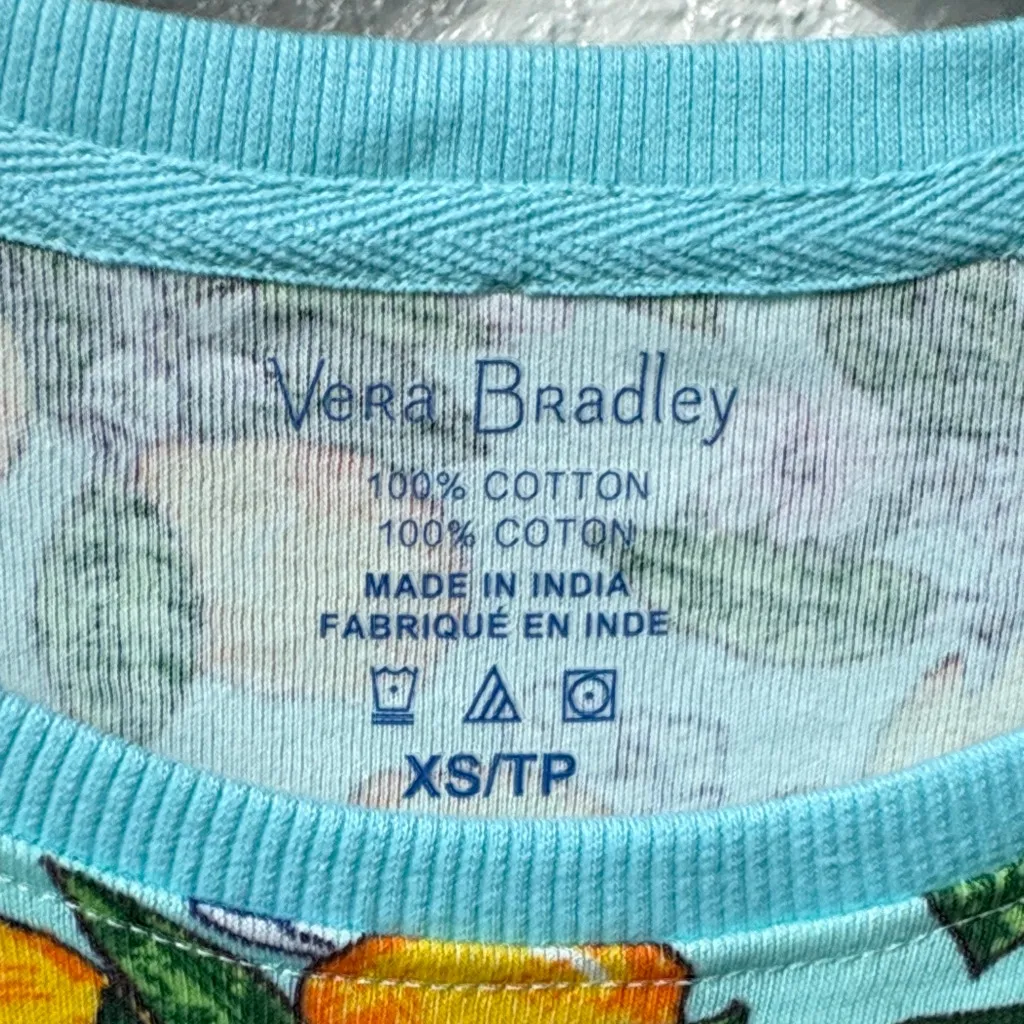 Vera Bradley
100% COTTON
100% COTON
MADE IN INDIA
FABRIQUÉ EN INDE
XS/TP